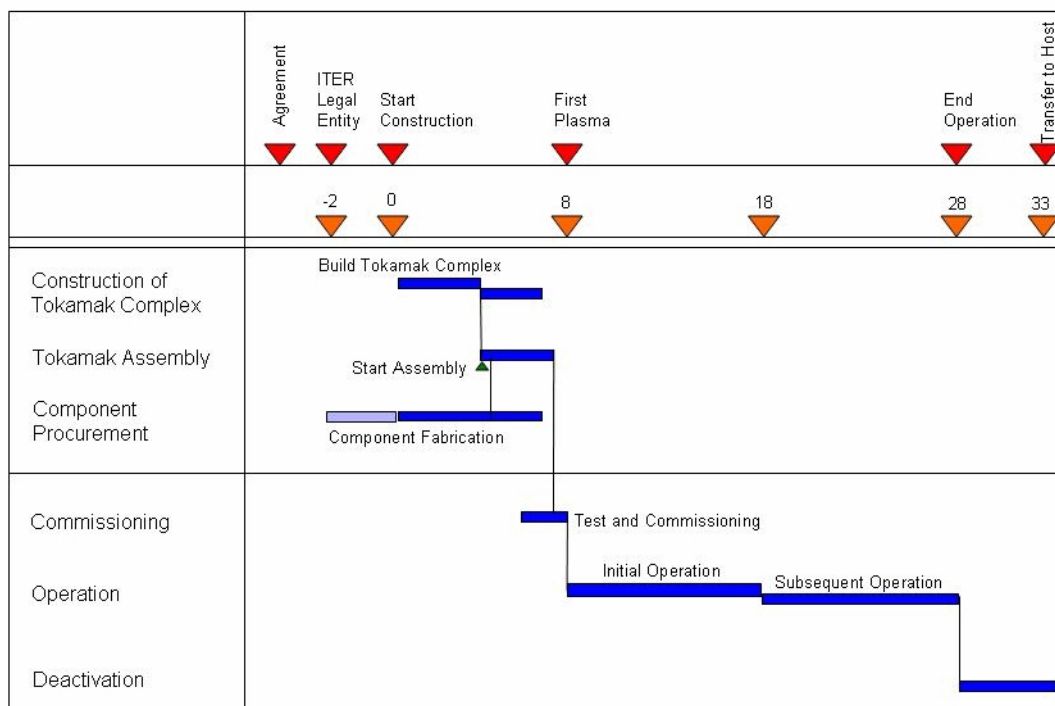 Agreement
ITER
Legal
Entity
Start
Construction
First
Plasma
End
Operation
Transfer to Host
-2
0
8
18
28
33
Construction of
Tokamak Complex
Build Tokamak Complex
Tokamak Assembly
Start Assembly
Component
Procurement
Component Fabrication
Commissioning
Test and Commissioning
Operation
Initial Operation
Subsequent Operation
Deactivation